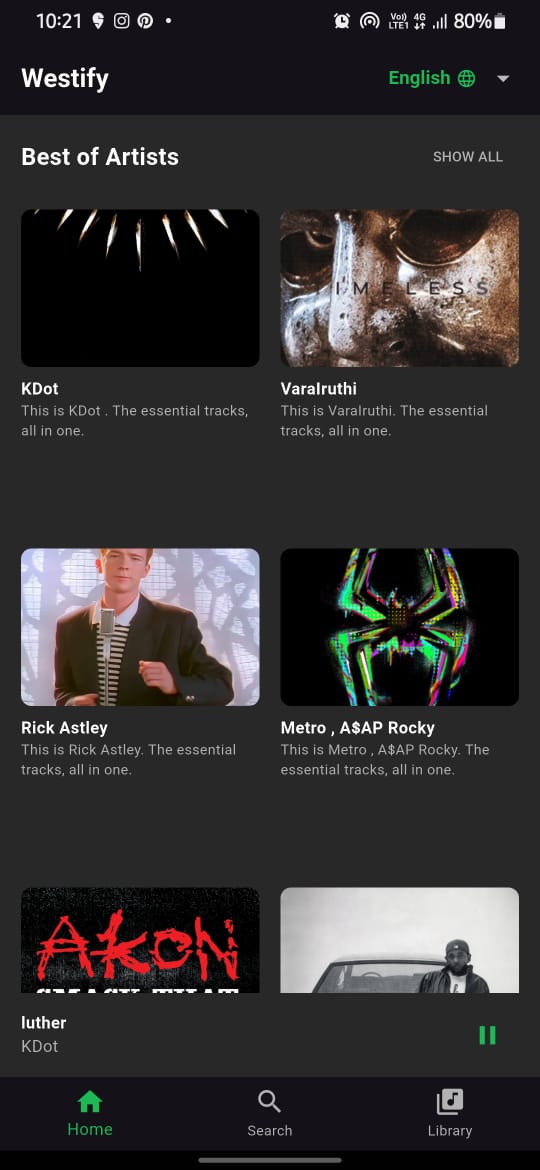 10:21
Vo))
LTE1
4G
80%
Westify
English
Best of Artists
SHOW ALL
IMELESS
KDot
This is KDot . The essential tracks,
all in one.
Varalruthi
This is Varalruthi. The essential
tracks, all in one.
Rick Astley
This is Rick Astley. The essential
tracks, all in one.
Metro , A$AP Rocky
This is Metro , A$AP Rocky. The
essential tracks, all in one.
AKON
SMACK THAT
luther
KDot
Home
Search
Library